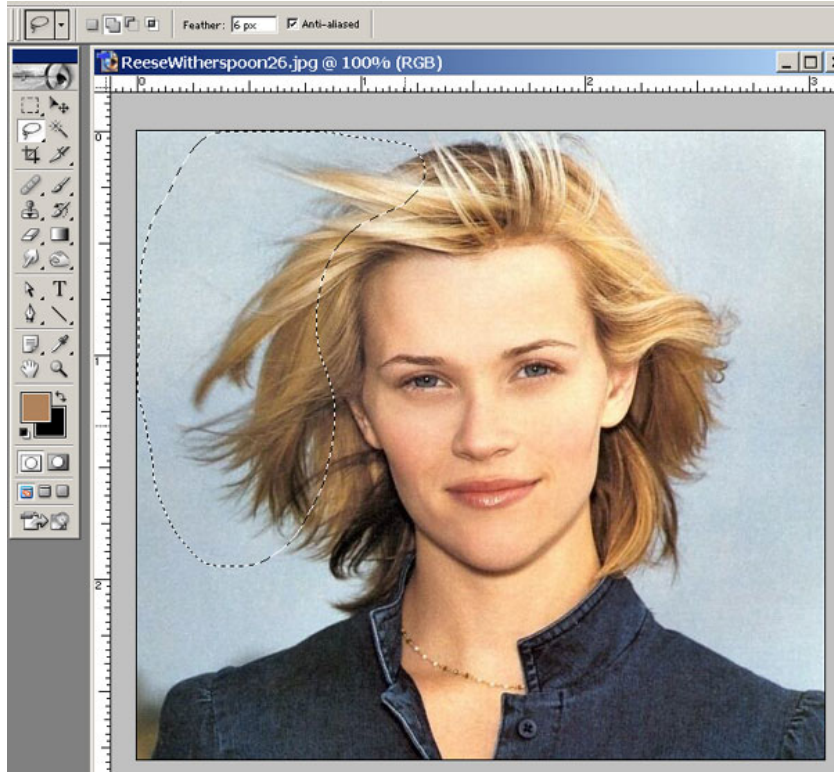 Feather: 6 px Anti-aliased
ReeseWitherspoon26.jpg @ 100% (RGB)
0 1 2 3
0
T
1
2